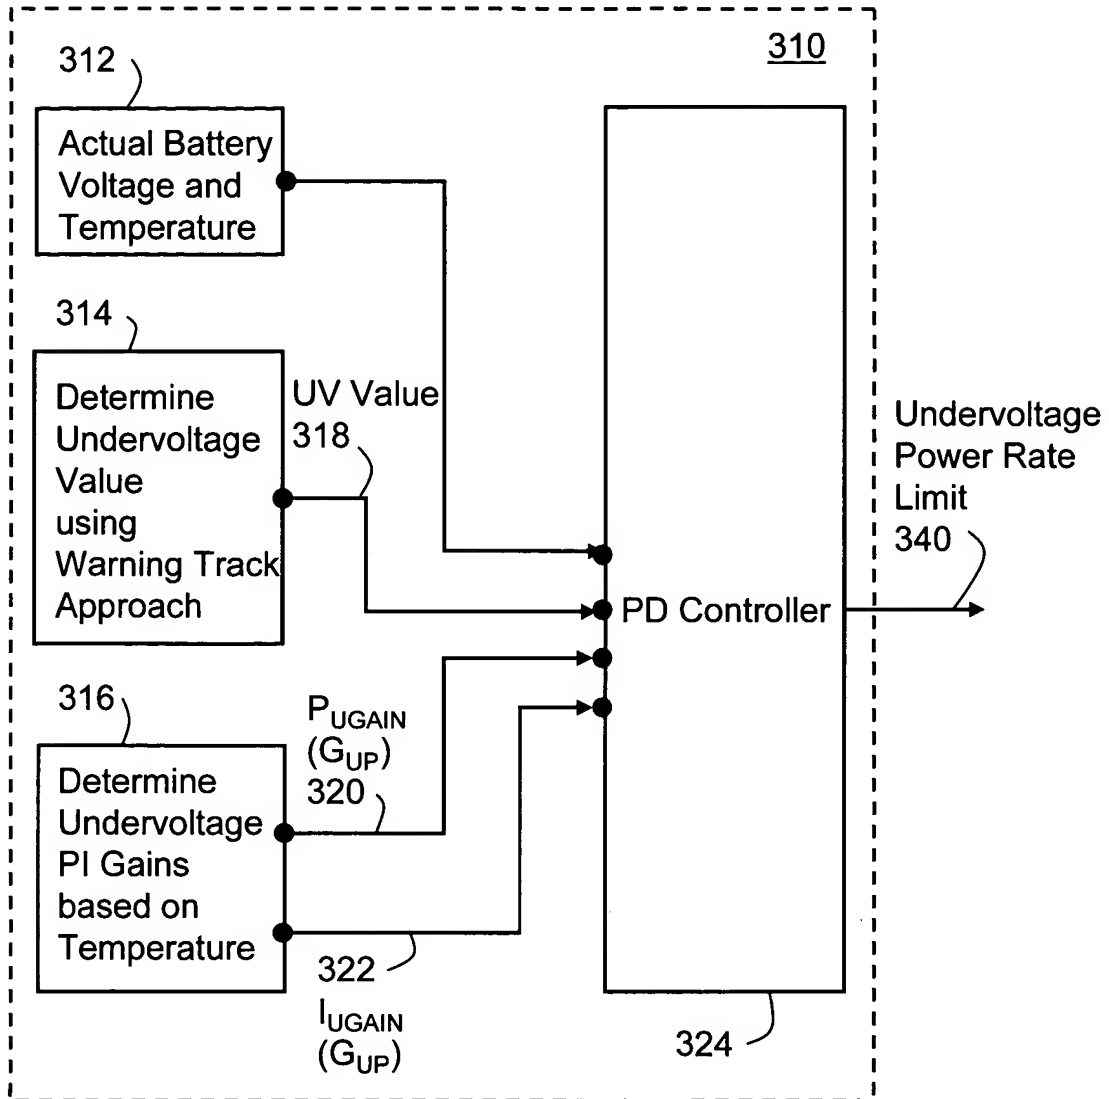 310
312
Actual Battery
Voltage and
Temperature
314
Determine
Undervoltage
Value
using
Warning Track
Approach
UV Value
318
316
Determine
Undervoltage
PI Gains
based on
Temperature
PUGAIN
(GUP)
320
322
IUGAIN
(GUP)
PD Controller
324
Undervoltage
Power Rate
Limit
340